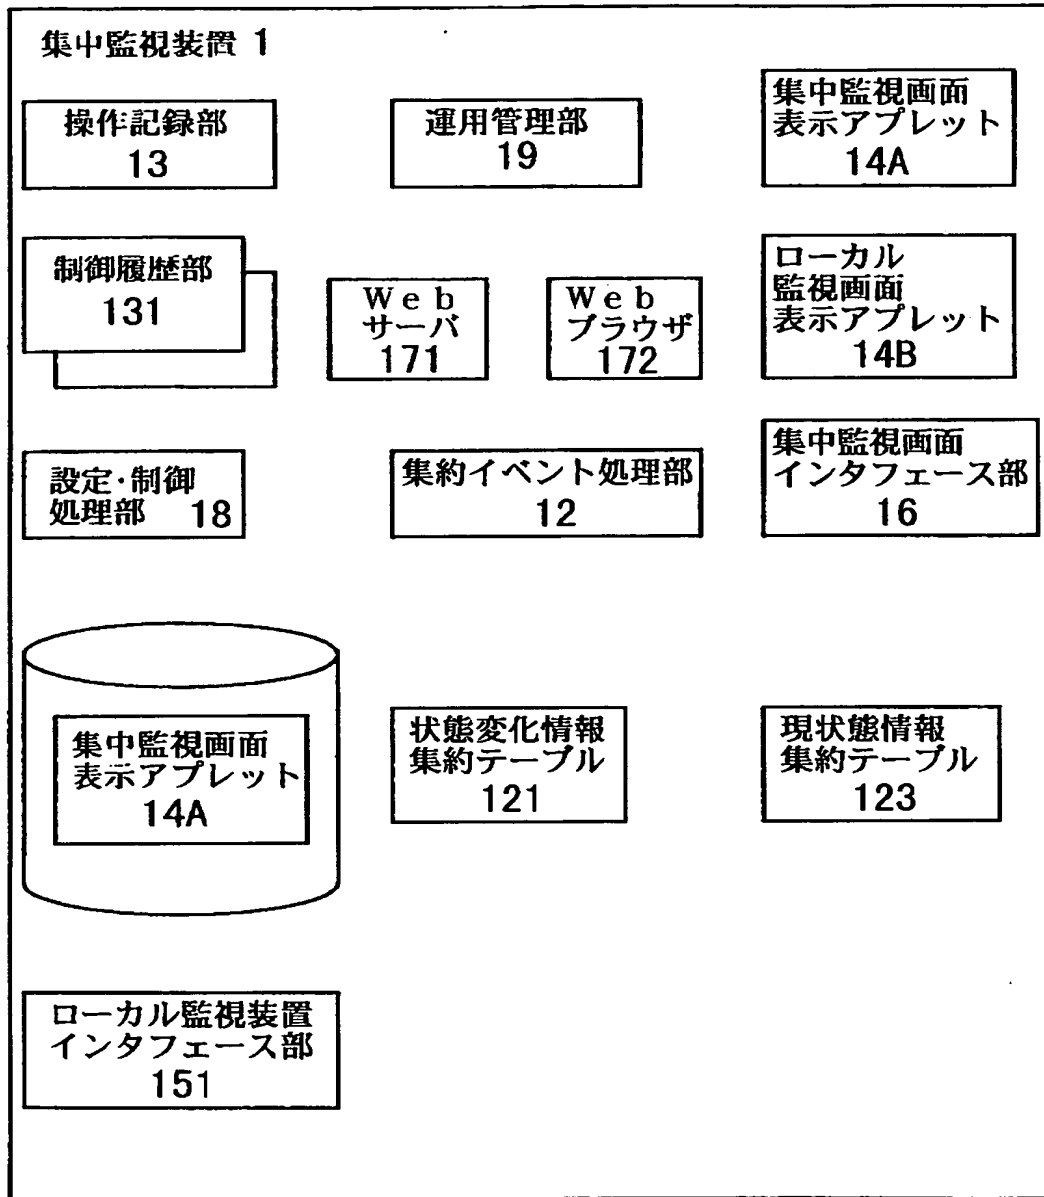 集中監視装置 1
操作記録部
13
運用管理部
19
集中監視画面
表示アプレット
14A
制御履歴部
131
Web
サーバ
171
Web
ブラウザ
172
ローカル
監視画面
表示アプレット
14B
設定·制御
処理部 18
集約イベント処理部
12
集中監視画面
インタフェース部
16
集中監視画面
表示アプレット
14A
状態変化情報
集約テーブル
121
現状態情報
集約テーブル
123
ローカル監視装置
インタフェース部
151